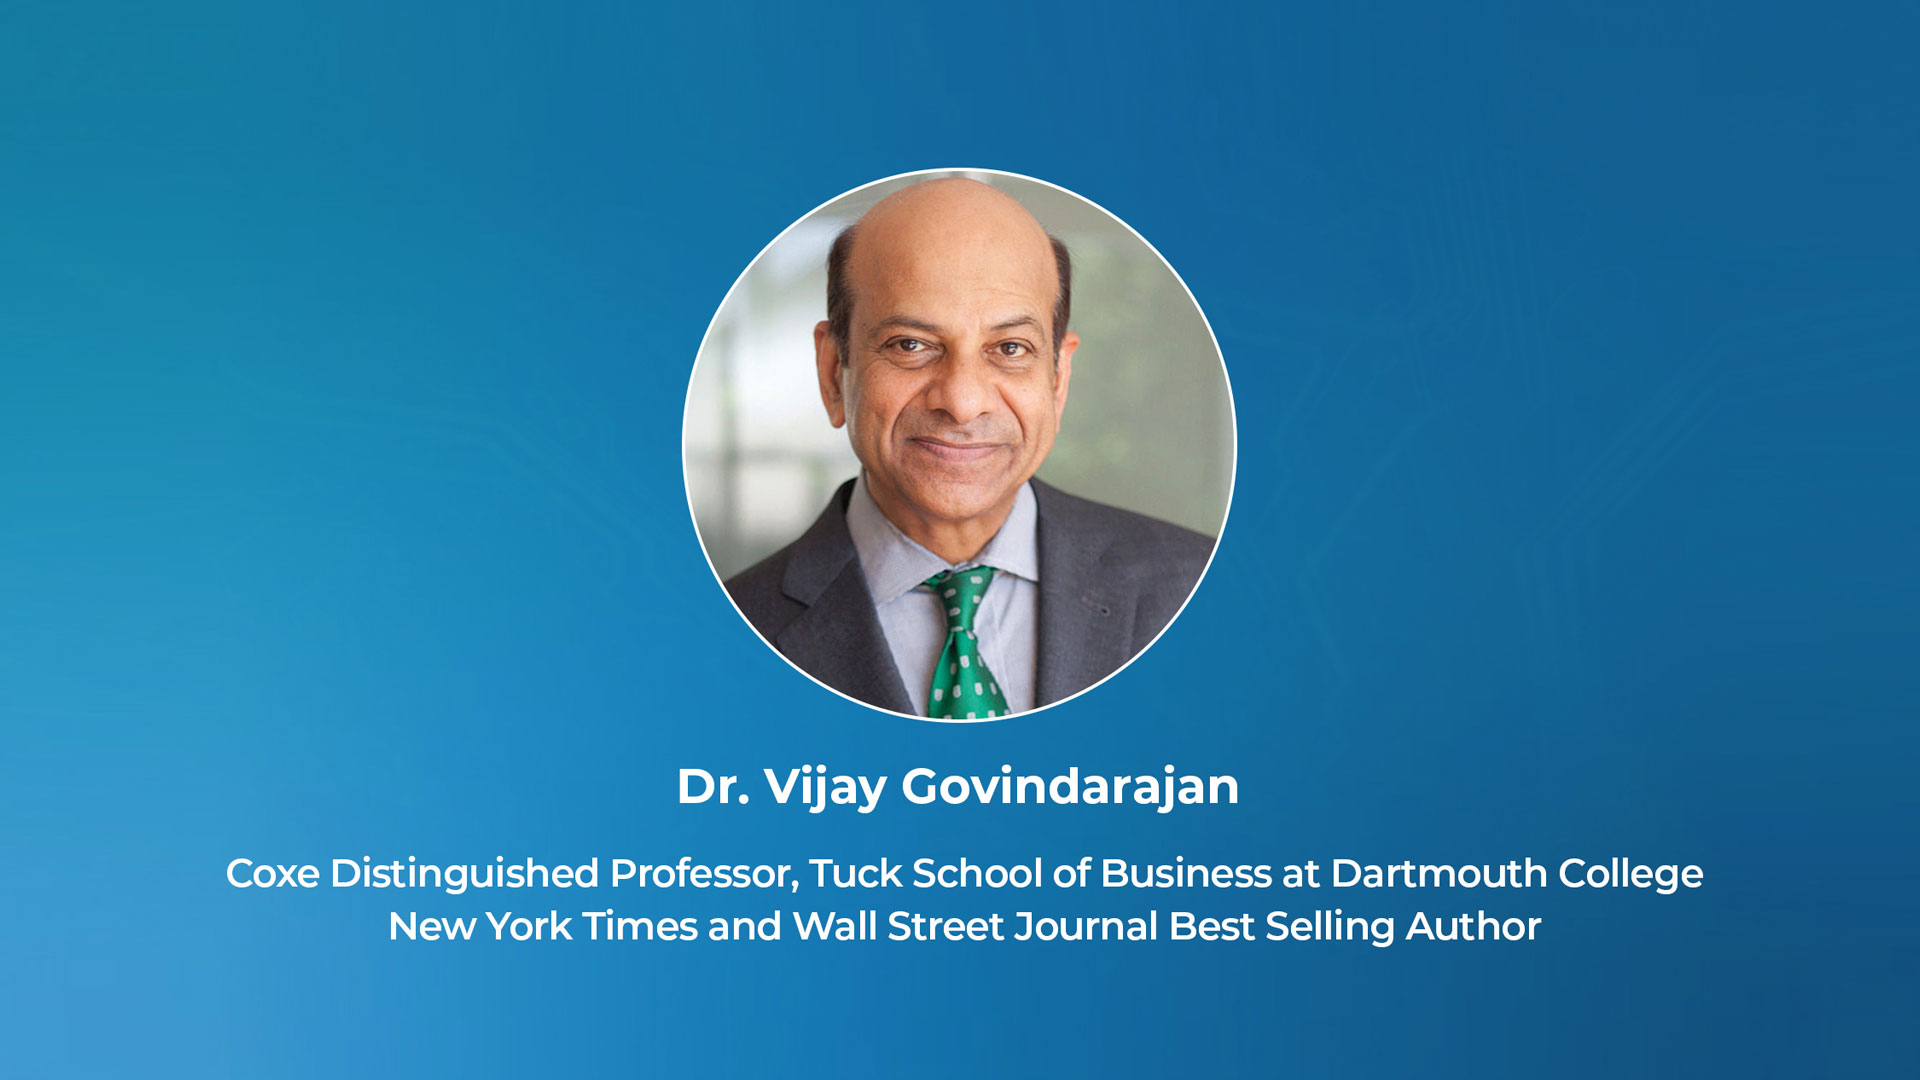 Dr. Vijay Govindarajan
Coxe Distinguished Professor, Tuck School of Business at Dartmouth College
New York Times and Wall Street Journal Best Selling Author